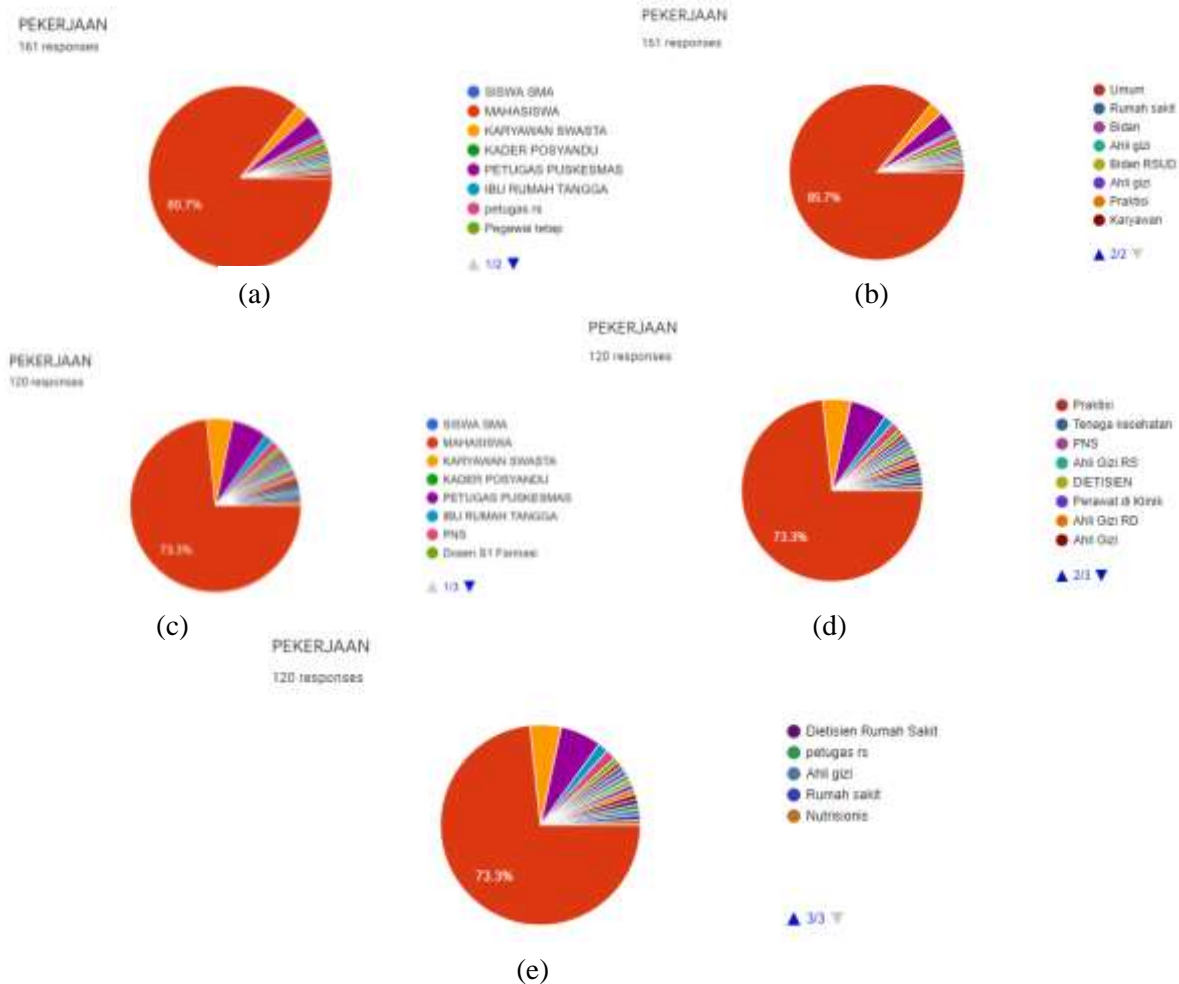 PEKERJAAN
161 responses
85.7%
SISWA SMA
MAHASISWA
KARYAWAN SWASTA
KADER POSYANDU
PETUGAS PUSKESMAS
IBU RUMAH TANGGA
petugas rs
Pegawai tetap
1/2
(a)
PEKERJAAN
161 responses
85.7%
Umum
Rumah sakit
Bidan
Ahli gizi
Bidan RSUD
Ahli gizi
Praktisi
Karyawan
2/2
(b)
PEKERJAAN
120 responses
73.3%
SISWA SMA
MAHASISWA
KARYAWAN SWASTA
KADER POSYANDU
PETUGAS PUSKESMAS
IBU RUMAH TANGGA
PNS
Dosen S1 Farmasi
1/3
(c)
PEKERJAAN
120 responses
73.3%
Praktisi
Tenaga kesehatan
PNS
Ahli Gizi RS
DIETISIEN
Perawat di Klinik
Ahli Gizi RD
Ahli Gizi
2/3
(d)
PEKERJAAN
120 responses
73.3%
Dietisien Rumah Sakit
petugas rs
Ahli gizi
Rumah sakit
Nutrisionis
3/3
(e)